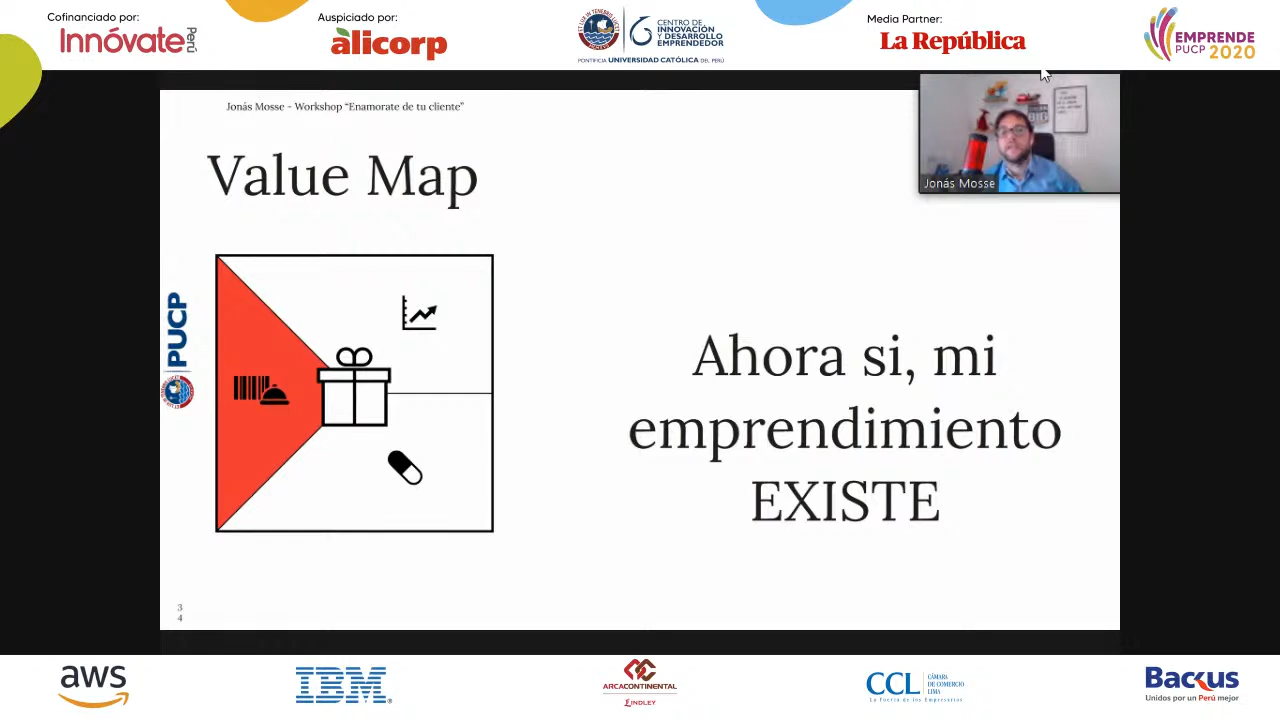 Cofinanciado por:
Innóvate Perú
Auspiciado por:
alicorp
CENTRO DE
INNOVACIÓN
Y DESARROLLO
EMPRENDEDOR
PONTIFICIA UNIVERSIDAD CATÓLICA DEL PERÚ
Media Partner:
La República
EMPRENDE
PUCP 2020
Jonás Mosse - Workshop “Enamorate de tu cliente”
Value Map
Jonás Mosse
PUCP
Ahora si, mi
emprendimiento
EXISTE
3
4
aws
IBM
ARCACONTINENTAL
LINDLEY
CCL
CÁMARA
DE COMERCIO
LIMA
La Fuerza de los Empresarios
Backus
Unidos por un Perú mejor